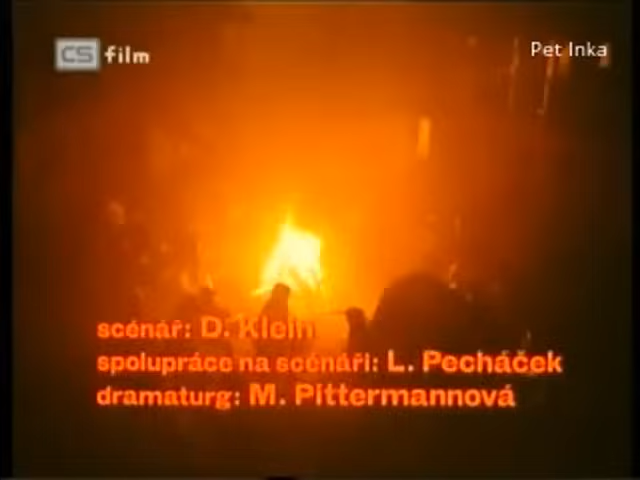 CS film
Pet Inka
scénář: D. Klein
spolupráce na scénáři: L. Pecháček
dramaturg: M. Pittermannová